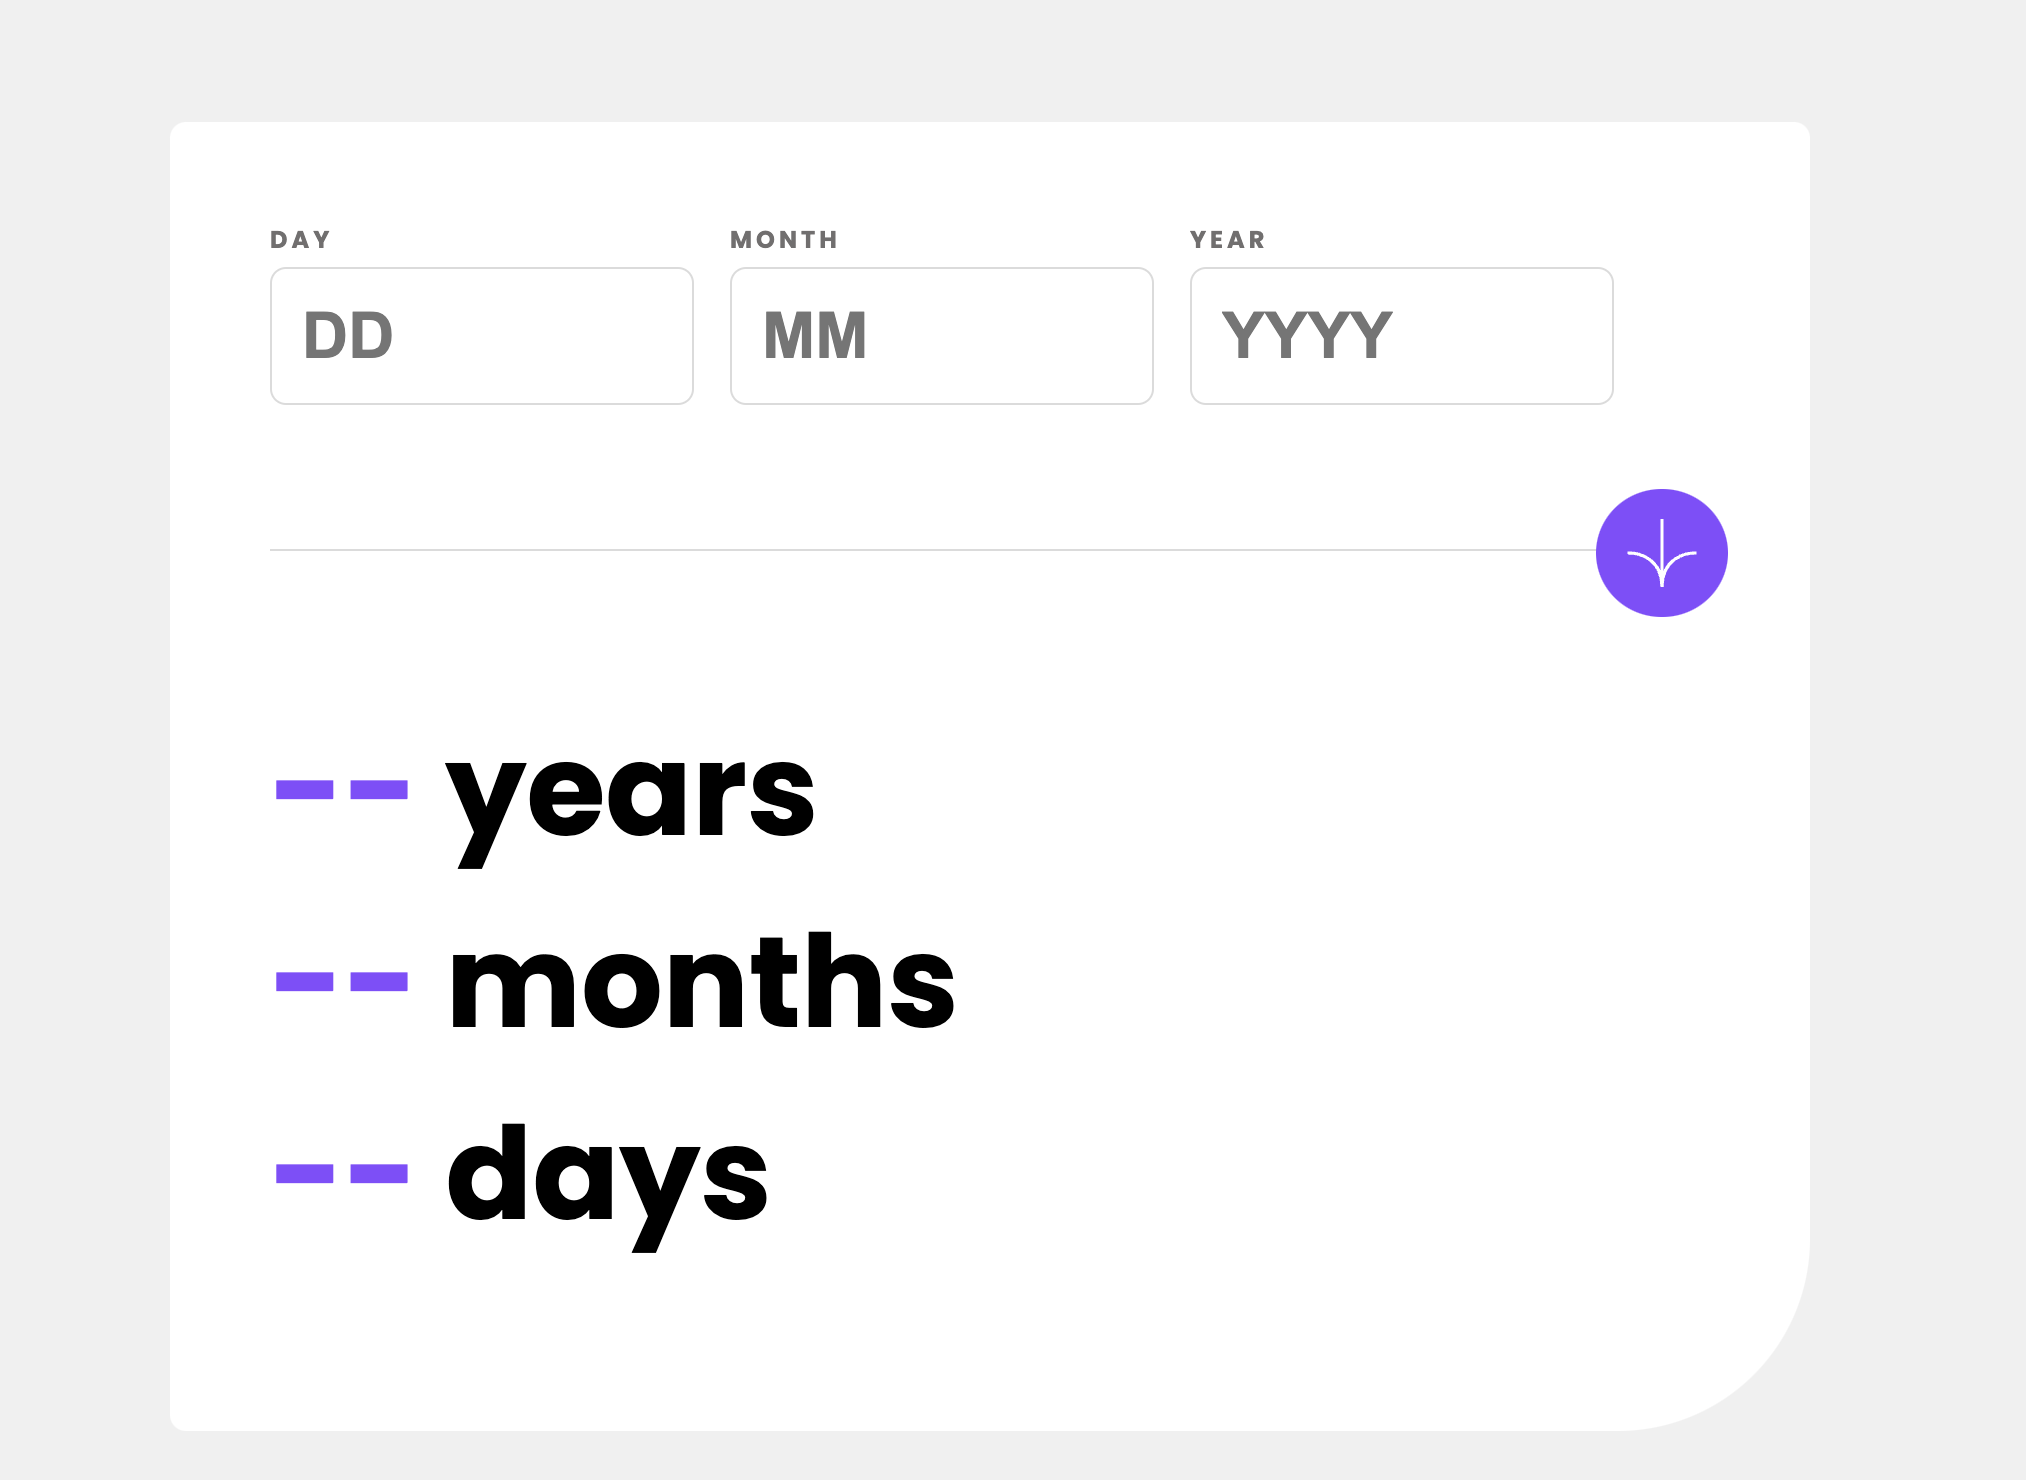 DAY MONTH YEAR
DD MM YYYY
-- years
-- months
-- days